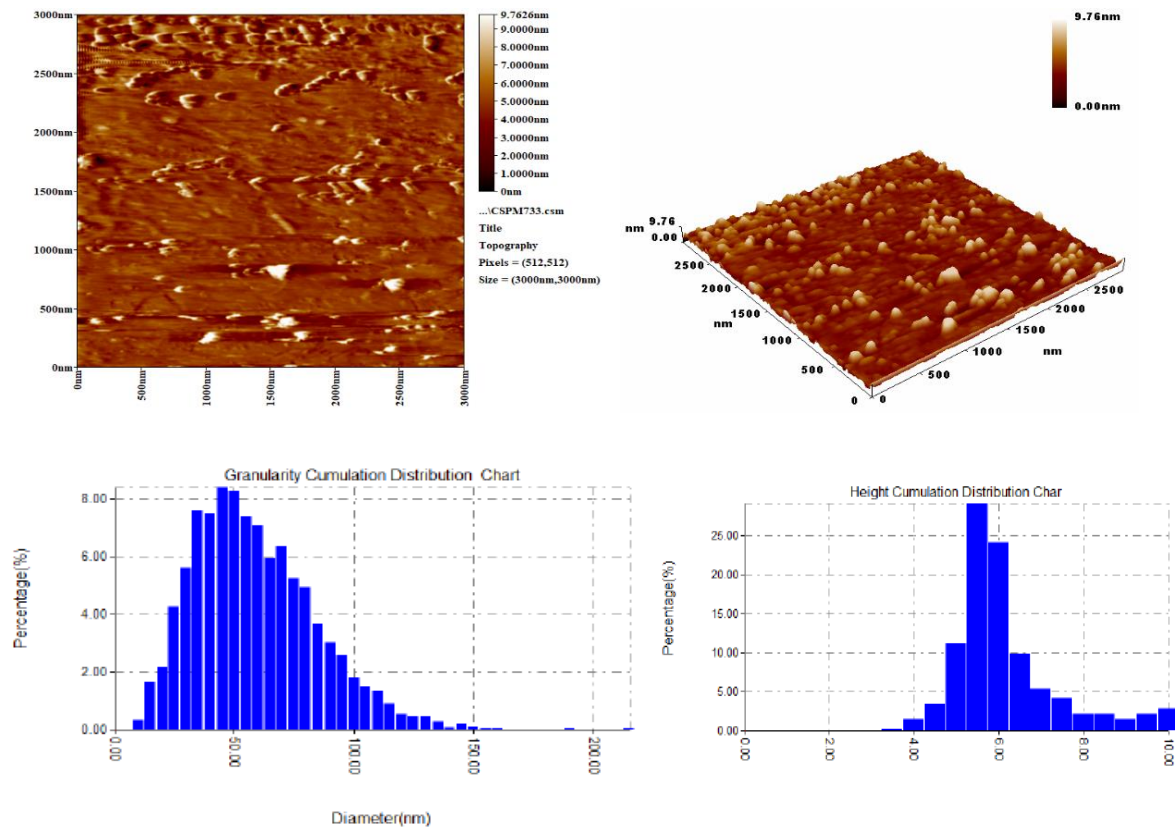 3000nm
2500nm
2000nm
1500nm
1000nm
500nm
0nm
0nm
500nm
1000nm
1500nm
2000nm
2500nm
3000nm
9.7626nm
9.0000nm
8.0000nm
7.0000nm
6.0000nm
5.0000nm
4.0000nm
3.0000nm
2.0000nm
1.0000nm
0nm
...\CSPM733.csm
Title
Topography
Pixels = (512,512)
Size = (3000nm,3000nm)
9.76nm
0.00nm
9.76
nm
0.00
2500
2000
1500
nm
1000
500
0
0
500
1000
nm
1500
2000
2500
Granularity Cumulation Distribution Chart
Percentage(%)
8.00
6.00
4.00
2.00
0.00
0.00
50.00
100.00
150.00
200.00
Diameter(nm)
Height Cumulation Distribution Char
Percentage(%)
25.00
20.00
15.00
10.00
5.00
0.00
0.00
2.00
4.00
6.00
8.00
10.00